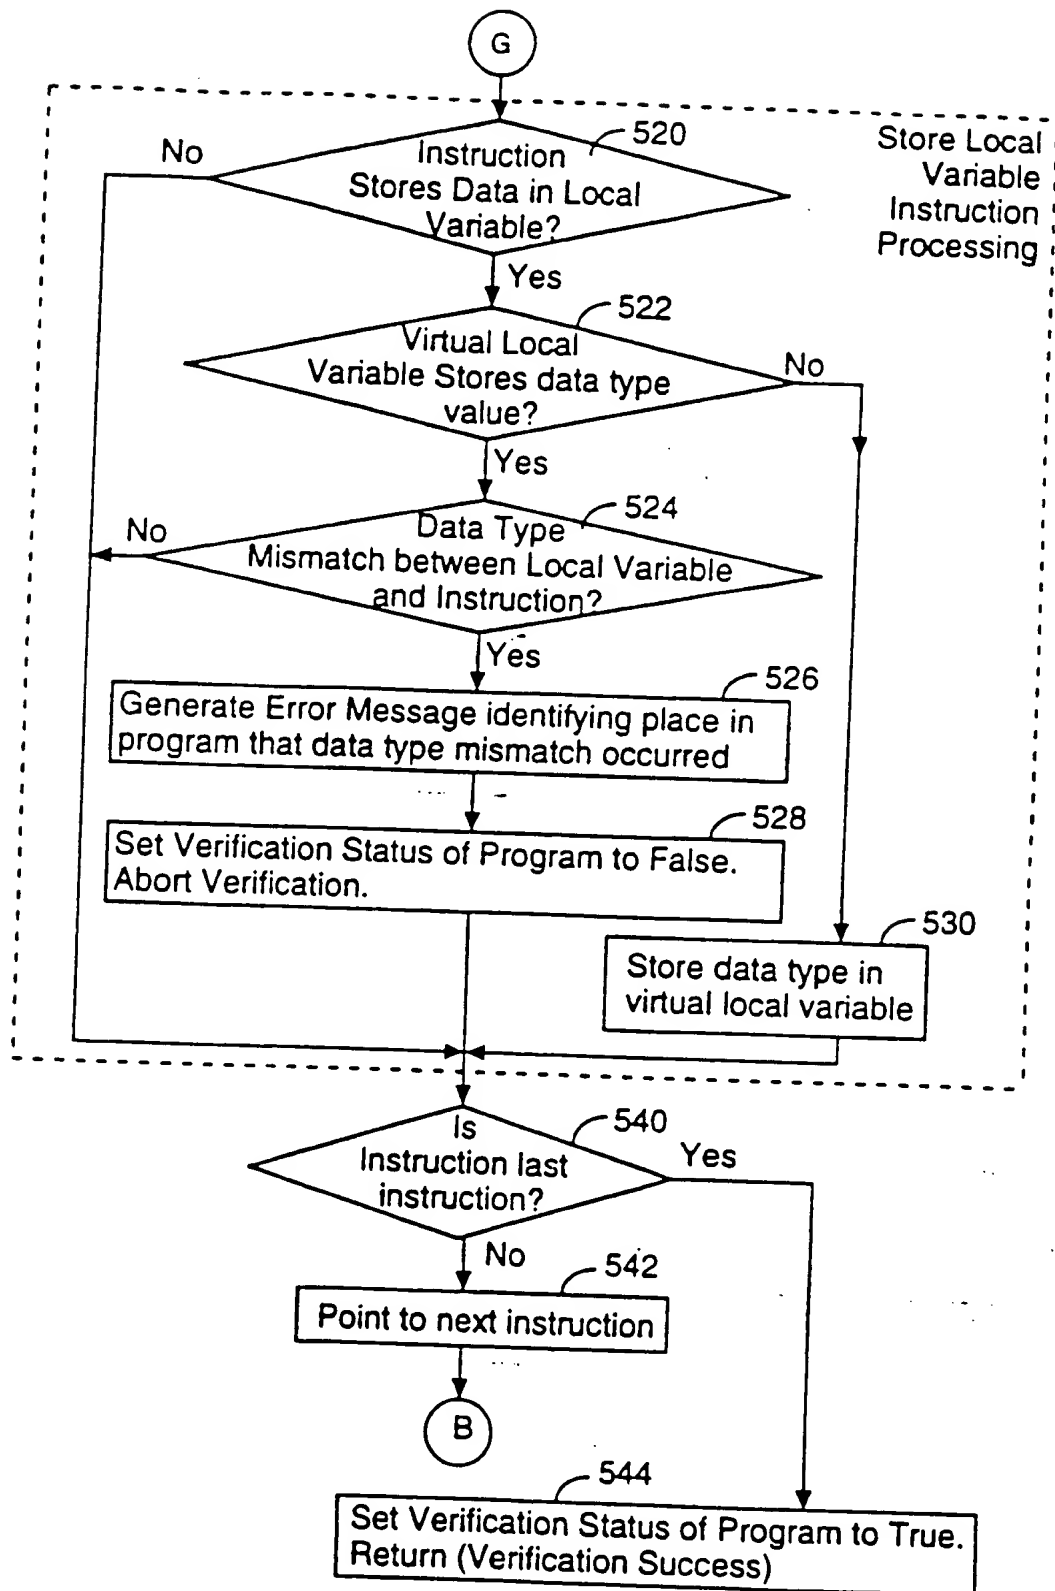 G
520
Store Local
Variable
Instruction
Processing
No
Instruction
Stores Data in Local
Variable?
Yes
522
Virtual Local
Variable Stores data type
value?
No
Yes
524
Data Type
Mismatch between Local Variable
and Instruction?
No
Yes
526
Generate Error Message identifying place in
program that data type mismatch occurred
528
Set Verification Status of Program to False.
Abort Verification.
530
Store data type in
virtual local variable
540
Is
Instruction last
instruction?
Yes
No
542
Point to next instruction
B
544
Set Verification Status of Program to True.
Return (Verification Success)